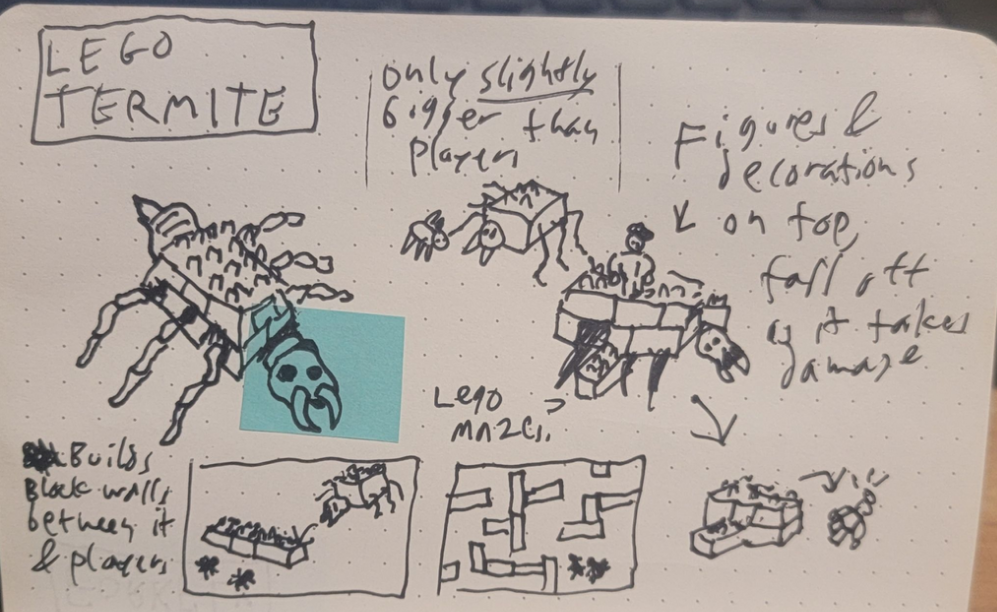 LEGO
TERMITE
only slightly
bigger than
players
Figures &
decorations
on top,
fall off
as it takes
damage
Lego
Builds
Block walls
between it
& players